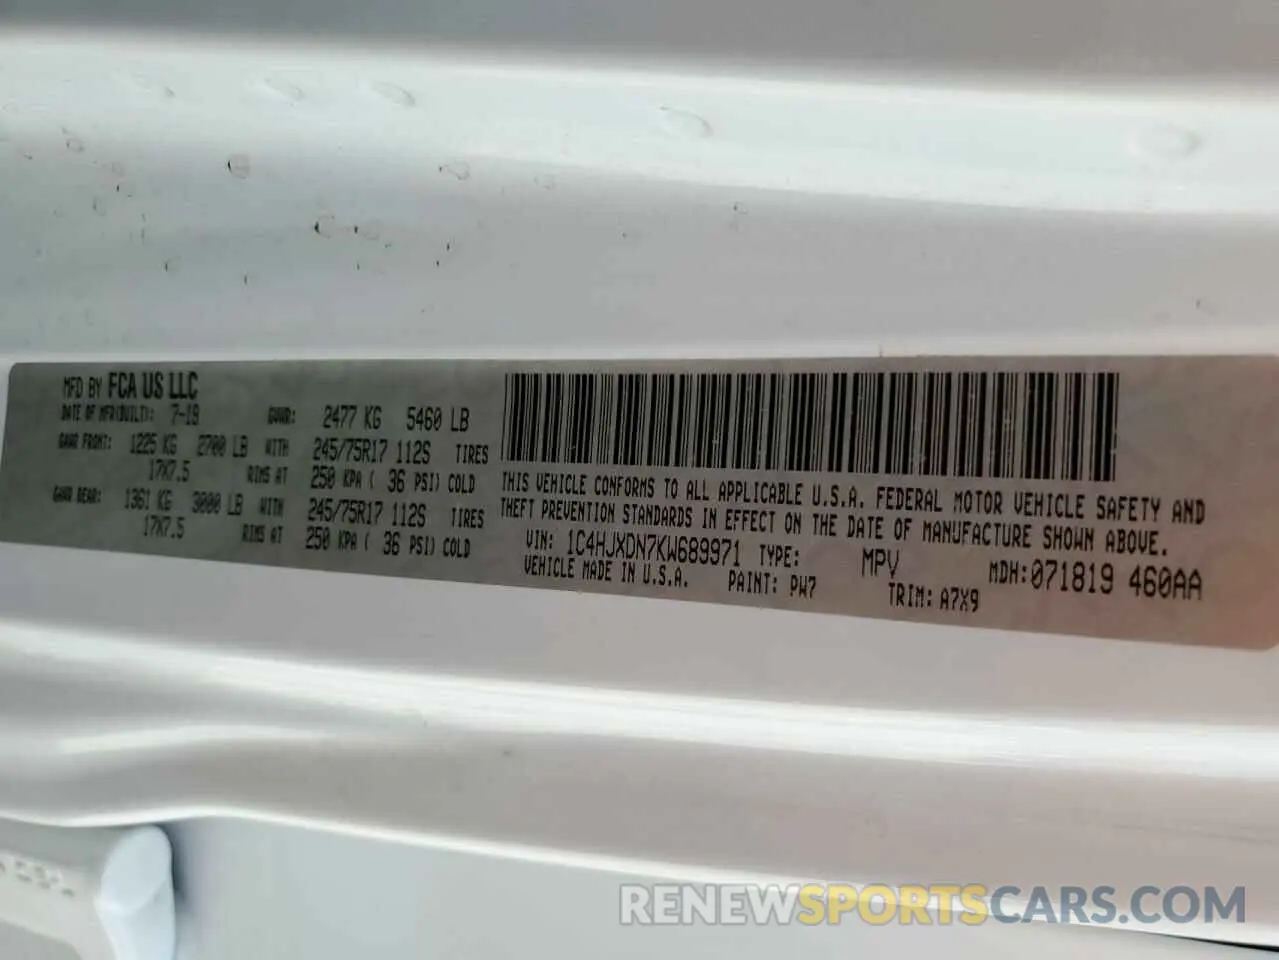 MFD BY FCA US LLC
DATE OF MFR(BUILT): 7-19 GVWR: 2477 KG 5460 LB
GAWR FRONT: 1225 KG 2700 LB WITH 245/75R17 112S TIRES
17X7.5 RIMS AT 250 KPA ( 36 PSI) COLD
GAWR REAR: 1361 KG 3000 LB WITH 245/75R17 112S TIRES
17X7.5 RIMS AT 250 KPA ( 36 PSI) COLD
THIS VEHICLE CONFORMS TO ALL APPLICABLE U.S.A. FEDERAL MOTOR VEHICLE SAFETY AND
THEFT PREVENTION STANDARDS IN EFFECT ON THE DATE OF MANUFACTURE SHOWN ABOVE.
VIN: 1C4HJXDN7KW689971 TYPE: MPV MDH:071819 460AA
VEHICLE MADE IN U.S.A. PAINT: PW7 TRIM: A7X9
RENEWSPORTSCARS.COM